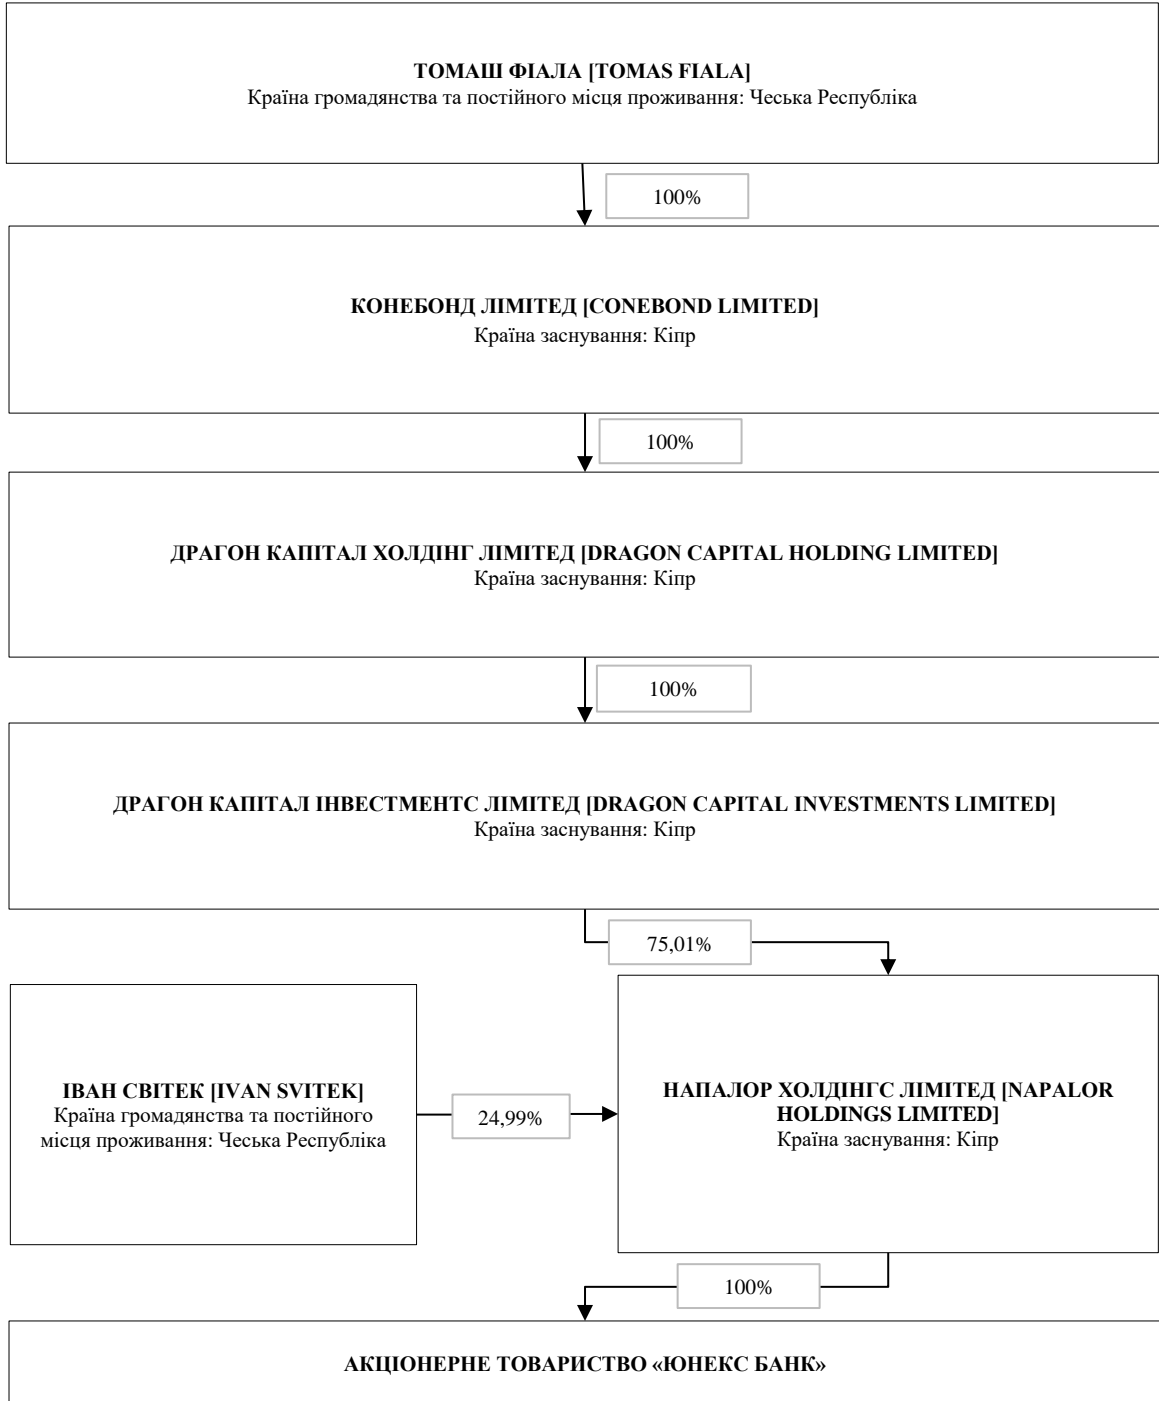 ТОМАШ ФІАЛА [TOMAS FIALA]
Країна громадянства та постійного місця проживання: Чеська Республіка
100%
КОНЕБОНД ЛІМІТЕД [CONEBOND LIMITED]
Країна заснування: Кіпр
100%
ДРАГОН КАПІТАЛ ХОЛДІНГ ЛІМІТЕД [DRAGON CAPITAL HOLDING LIMITED]
Країна заснування: Кіпр
100%
ДРАГОН КАПІТАЛ ІНВЕСТМЕНТС ЛІМІТЕД [DRAGON CAPITAL INVESTMENTS LIMITED]
Країна заснування: Кіпр
75,01%
ІВАН СВІТЕК [IVAN SVITEK]
Країна громадянства та постійного
місця проживання: Чеська Республіка
24,99%
НАПАЛОР ХОЛДІНГС ЛІМІТЕД [NAPALOR
HOLDINGS LIMITED]
Країна заснування: Кіпр
100%
АКЦІОНЕРНЕ ТОВАРИСТВО «ЮНЕКС БАНК»